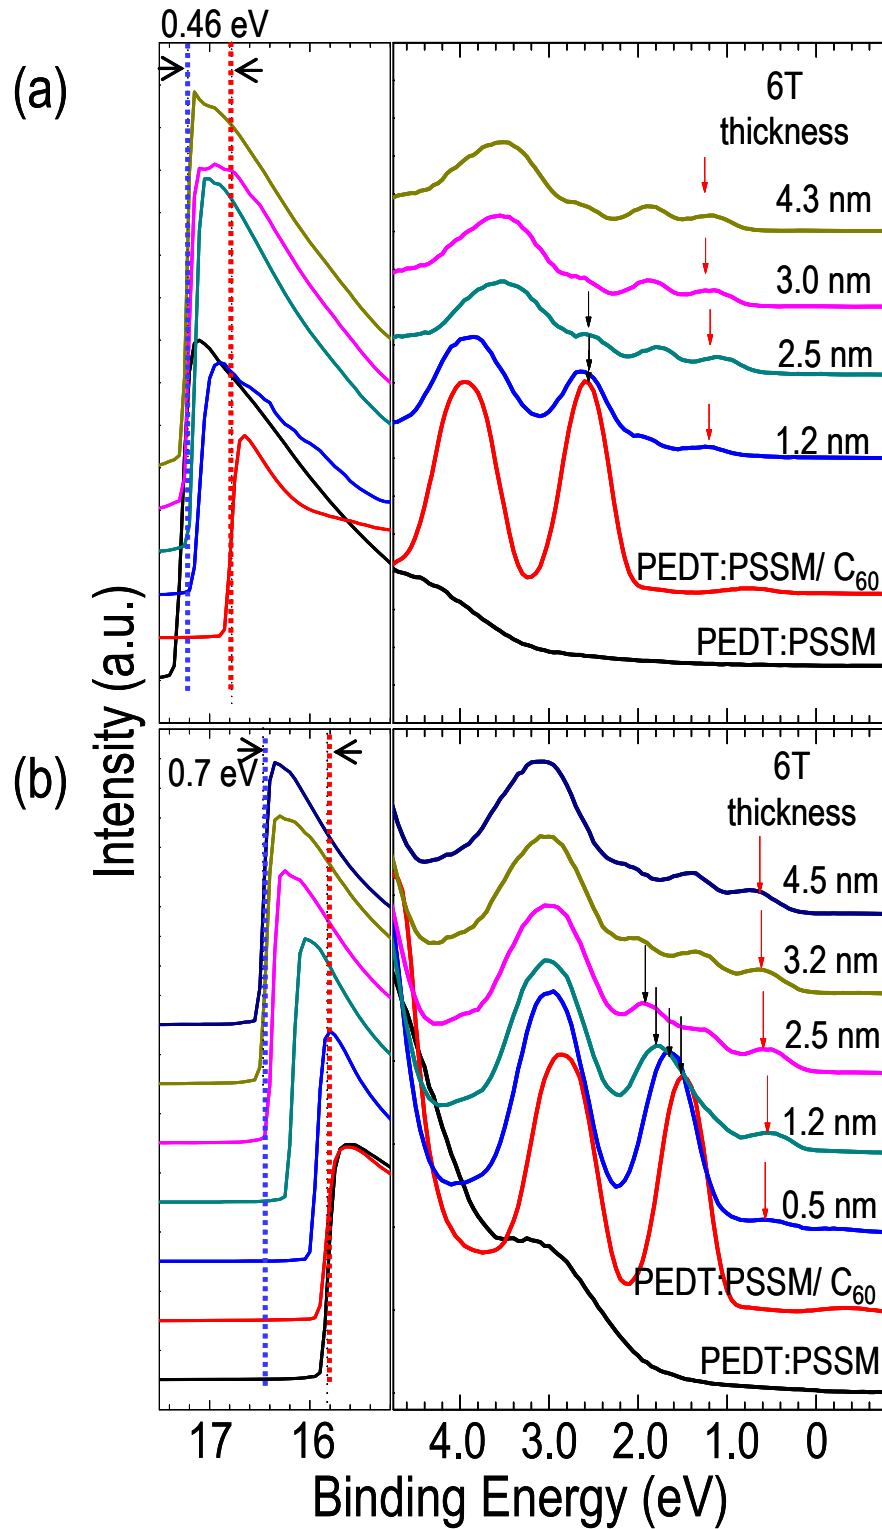 0.46 eV
(a)
6T
thickness
4.3 nm
3.0 nm
2.5 nm
1.2 nm
PEDT:PSSM/ C₆₀
PEDT:PSSM
Intensity (a.u.)
(b)
0.7 eV
6T
thickness
4.5 nm
3.2 nm
2.5 nm
1.2 nm
0.5 nm
PEDT:PSSM/ C₆₀
PEDT:PSSM
17 16 4.0 3.0 2.0 1.0 0
Binding Energy (eV)